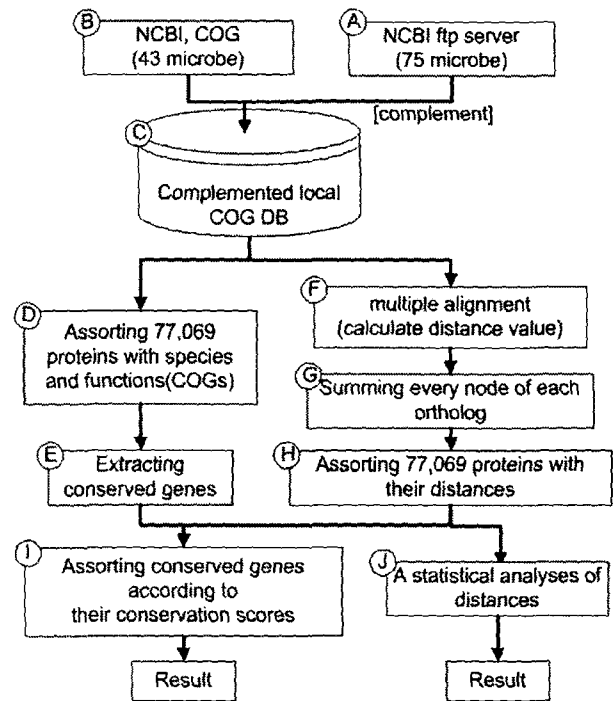 B
NCBI, COG
(43 microbe)
A
NCBI ftp server
(75 microbe)
[complement]
C
Complemented local
COG DB
D
Assorting 77,069
proteins with species
and functions(COGs)
F
multiple alignment
(calculate distance value)
G
Summing every node of each
ortholog
E
Extracting
conserved genes
H
Assorting 77,069 proteins with
their distances
I
Assorting conserved genes
according to
their conservation scores
J
A statistical analyses of
distances
Result
Result